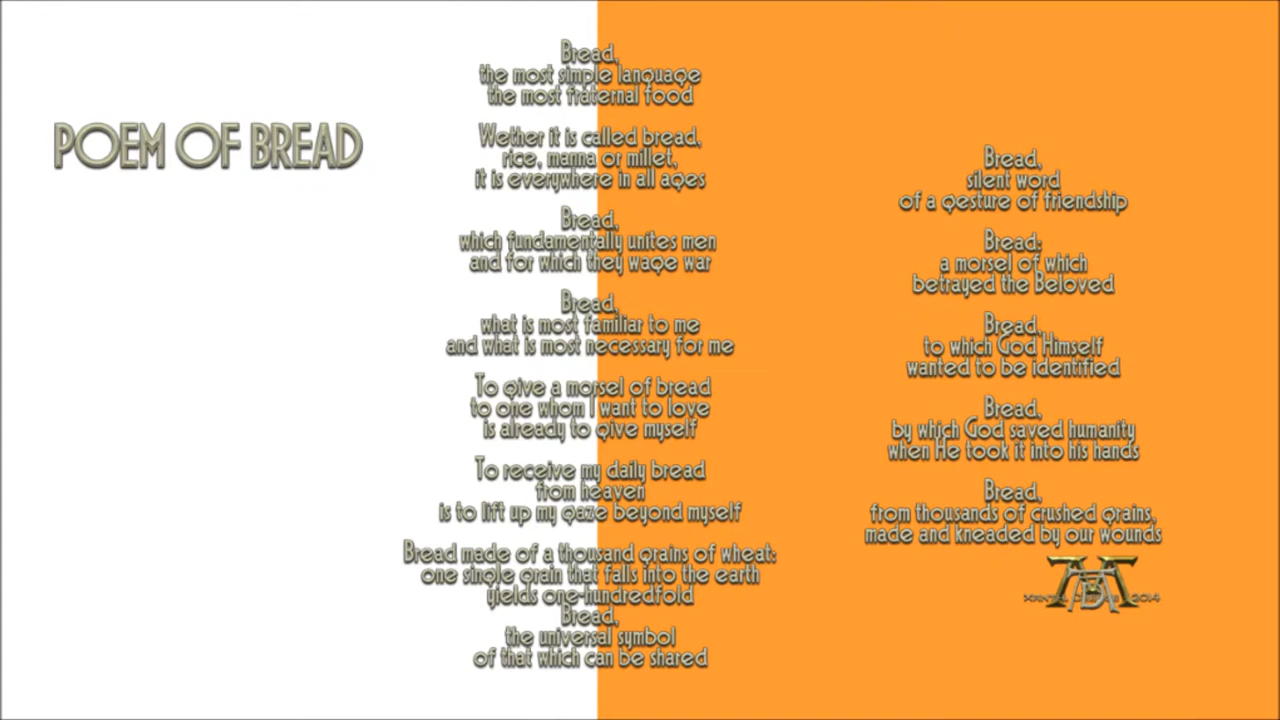 POEM OF BREAD
Bread,
the most simple language
the most fraternal food
Wether it is called bread,
rice, manna or millet,
it is everywhere in all ages
Bread,
which fundamentally unites men
and for which they wage war
Bread,
what is most familiar to me
and what is most necessary for me
To give a morsel of bread
to one whom I want to love
is already to give myself
To receive my daily bread
from heaven
is to lift up my gaze beyond myself
Bread made of a thousand grains of wheat:
one single grain that falls into the earth
yields one-hundredfold
Bread,
the universal symbol
of that which can be shared
Bread,
silent word
of a gesture of friendship
Bread:
a morsel of which
betrayed the Beloved
Bread,
to which God Himself
wanted to be identified
Bread,
by which God saved humanity
when He took it into his hands
Bread,
from thousands of crushed grains,
made and kneaded by our wounds
2014